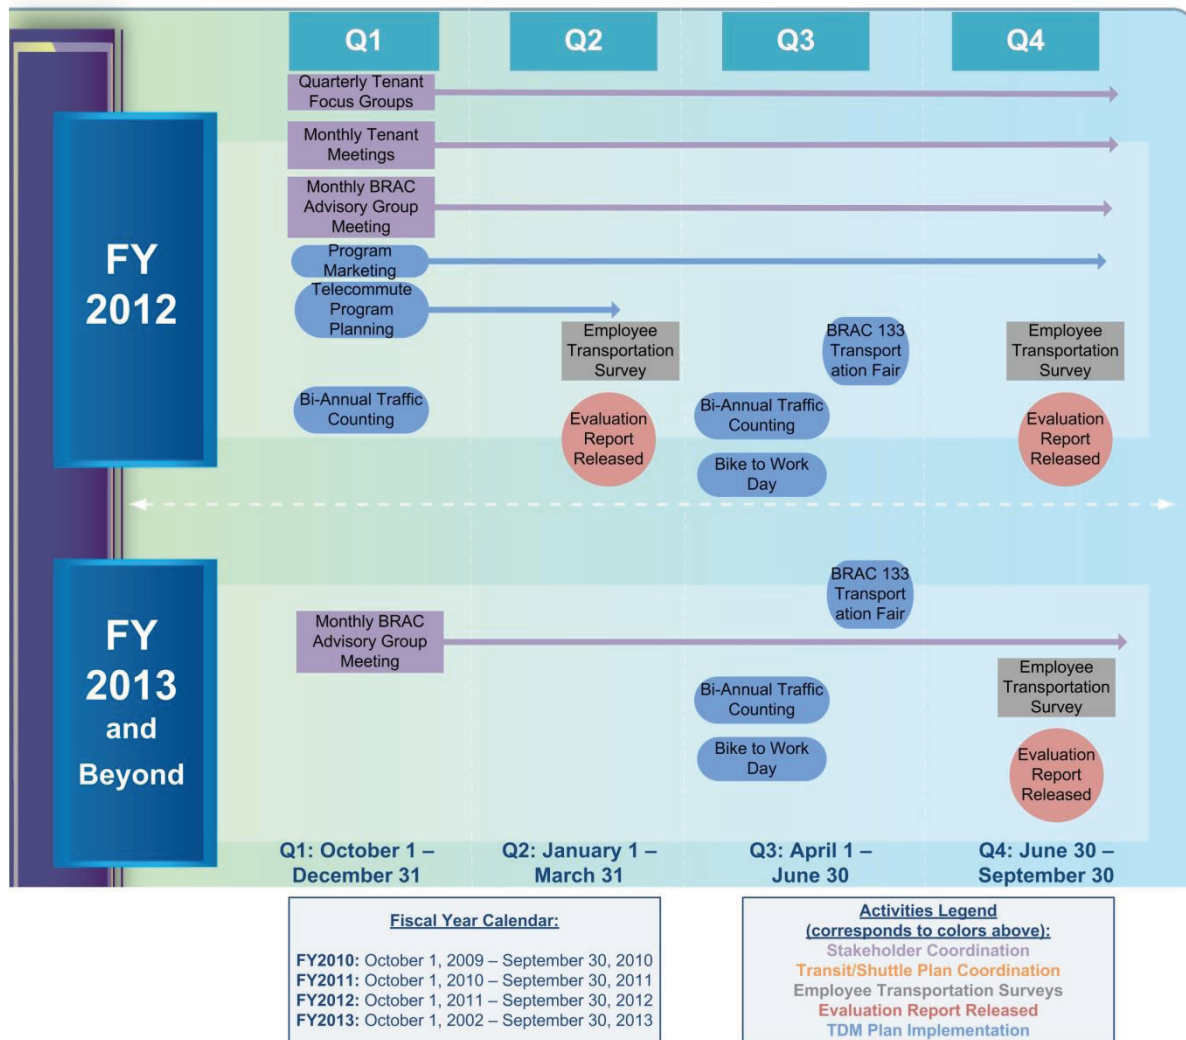 Q1
Q2
Q3
Q4
FY
2012
Quarterly Tenant
Focus Groups
Monthly Tenant
Meetings
Monthly BRAC
Advisory Group
Meeting
Program
Marketing
Telecommute
Program
Planning
Employee
Transportation
Survey
BRAC 133
Transport
ation Fair
Employee
Transportation
Survey
Bi-Annual Traffic
Counting
Evaluation
Report
Released
Bi-Annual Traffic
Counting
Bike to Work
Day
Evaluation
Report
Released
FY
2013
and
Beyond
BRAC 133
Transport
ation Fair
Monthly BRAC
Advisory Group
Meeting
Employee
Transportation
Survey
Bi-Annual Traffic
Counting
Bike to Work
Day
Evaluation
Report
Released
Q1: October 1 –
December 31
Q2: January 1 –
March 31
Q3: April 1 –
June 30
Q4: June 30 –
September 30
Fiscal Year Calendar:
FY2010: October 1, 2009 – September 30, 2010
FY2011: October 1, 2010 – September 30, 2011
FY2012: October 1, 2011 – September 30, 2012
FY2013: October 1, 2002 – September 30, 2013
Activities Legend
(corresponds to colors above):
Stakeholder Coordination
Transit/Shuttle Plan Coordination
Employee Transportation Surveys
Evaluation Report Released
TDM Plan Implementation